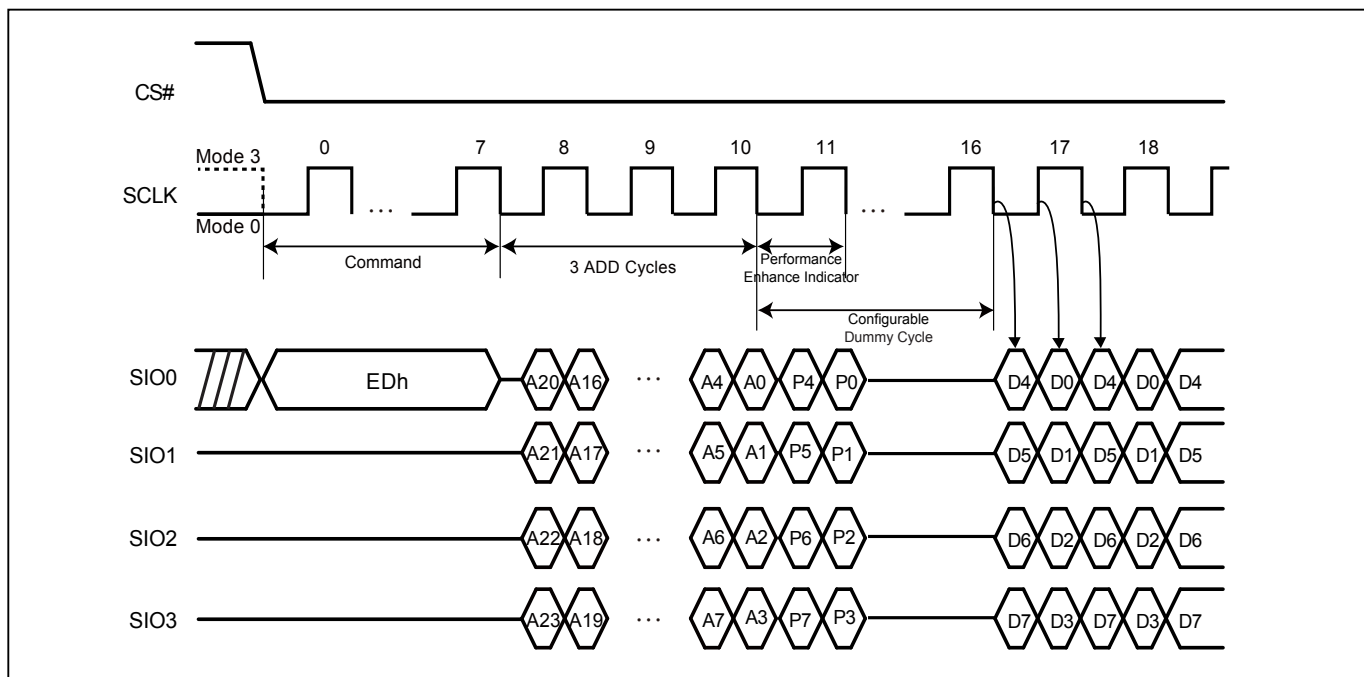 CS#
0 7 8 9 10 11 16 17 18
Mode 3
SCLK
...
...
Mode 0
Command
3 ADD Cycles
Performance
Enhance Indicator
Configurable
Dummy Cycle
SIO0 EDh A20 A16 ... A4 A0 P4 P0 D4 D0 D4 D0 D4
SIO1 A21 A17 ... A5 A1 P5 P1 D5 D1 D5 D1 D5
SIO2 A22 A18 ... A6 A2 P6 P2 D6 D2 D6 D2 D6
SIO3 A23 A19 ... A7 A3 P7 P3 D7 D3 D7 D3 D7